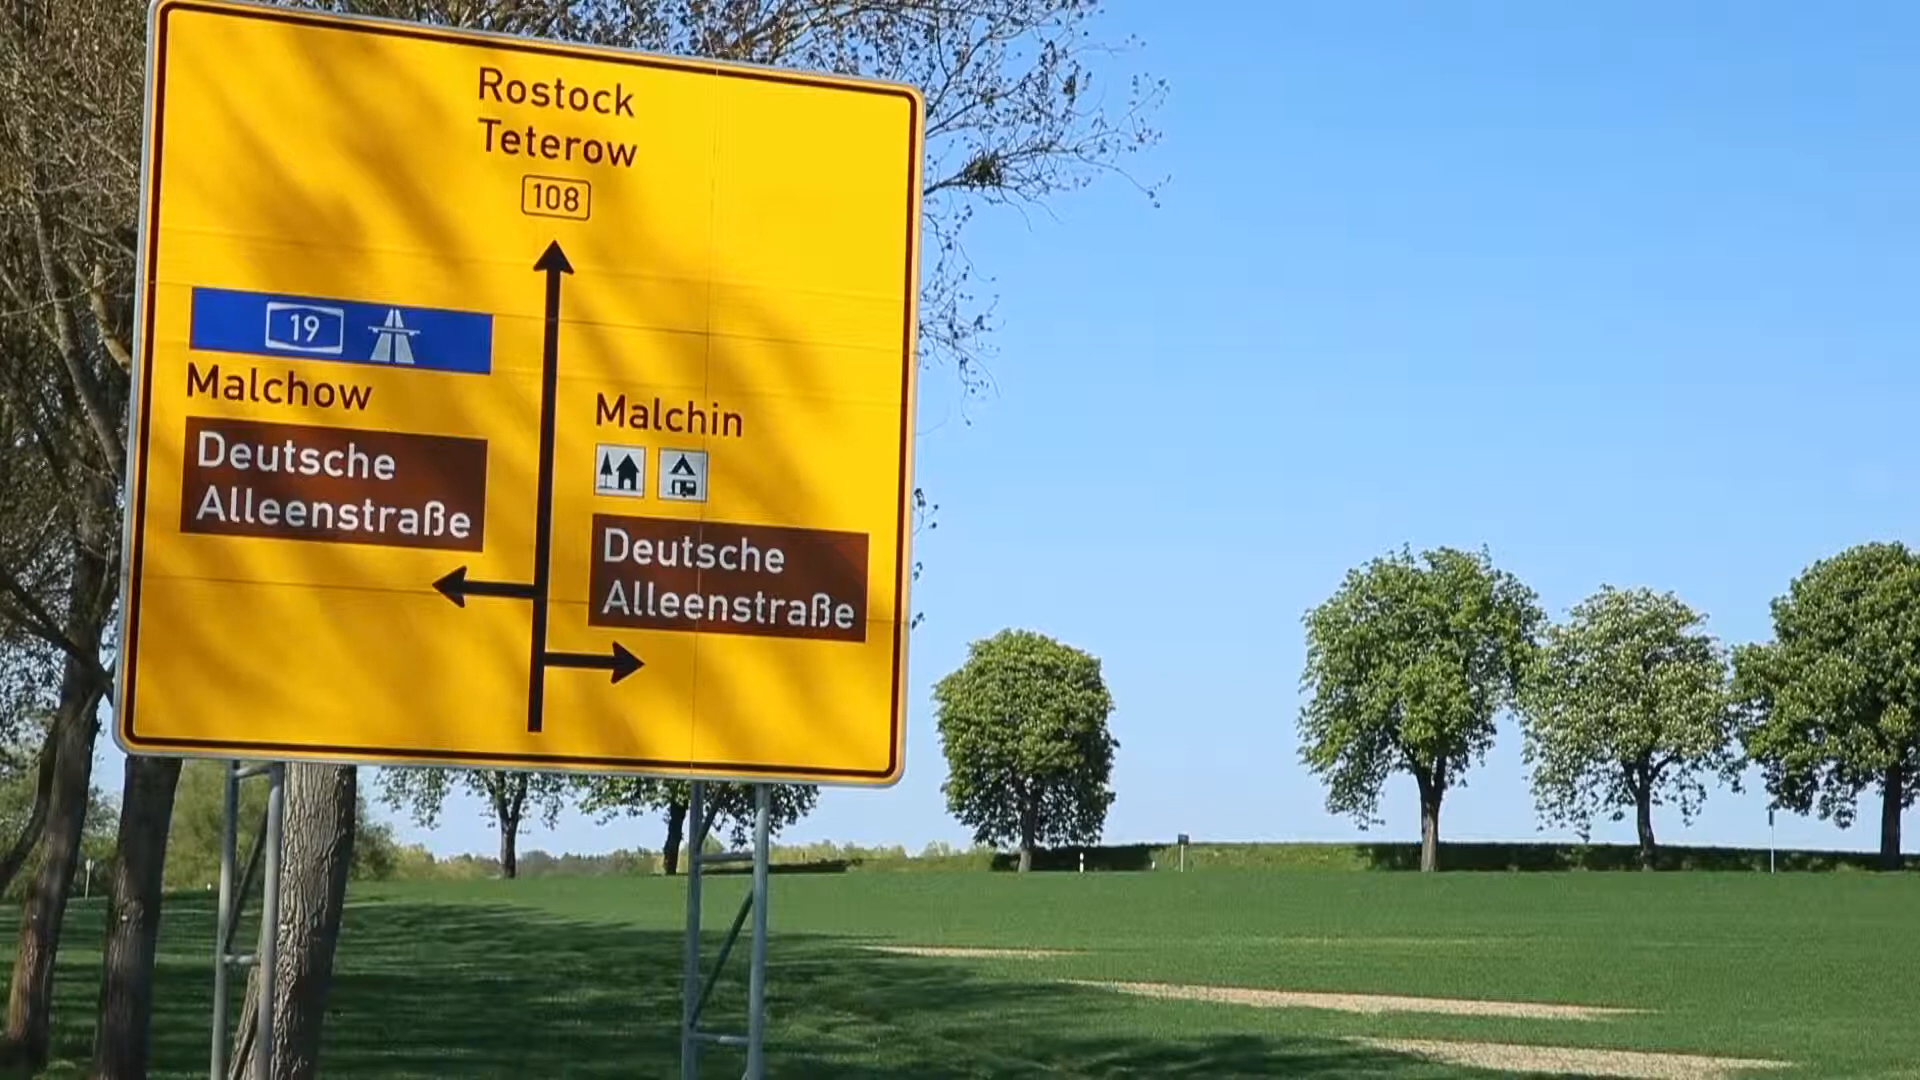 Rostock
Teterow
108
19
Malchow
Deutsche
Alleenstraße
Malchin
Deutsche
Alleenstraße